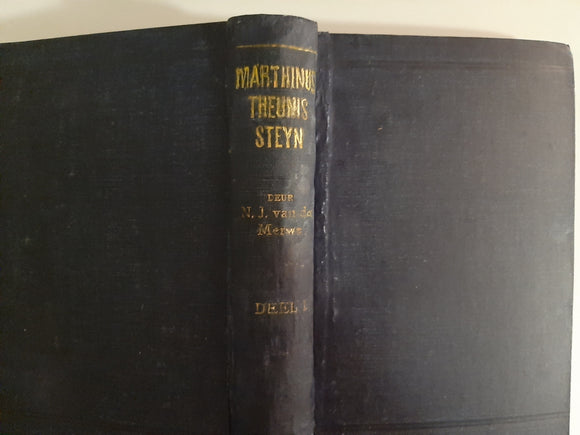 MARTHINUS
THEUNIS
STEYN
DEUR
N. J. van de
Merwe
DEEL I